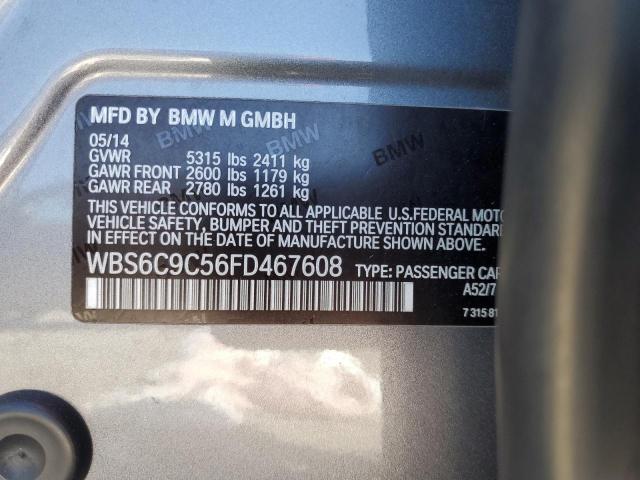 MFD BY BMW M GMBH
05/14
GVWR 5315 lbs 2411 kg
GAWR FRONT 2600 lbs 1179 kg
GAWR REAR 2780 lbs 1261 kg
THIS VEHICLE CONFORMS TO ALL APPLICABLE U.S.FEDERAL MOTO
VEHICLE SAFETY, BUMPER AND THEFT PREVENTION STANDARD
IN EFFECT ON THE DATE OF MANUFACTURE SHOWN ABOVE.
WBS6C9C56FD467608 TYPE: PASSENGER CAR
A52/7
731581